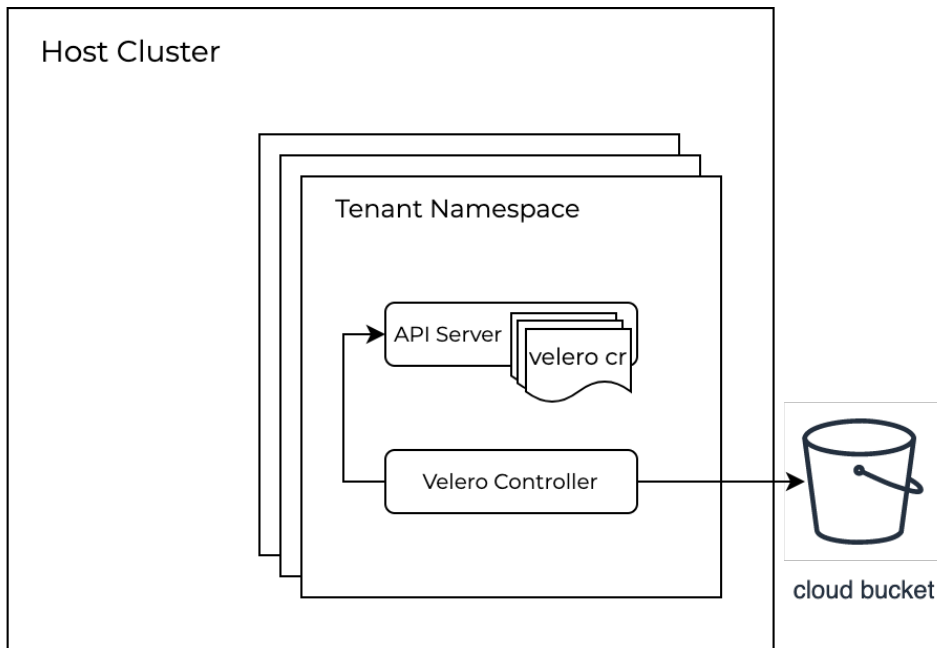 Host Cluster
Tenant Namespace
API Server
velero cr
Velero Controller
cloud bucket